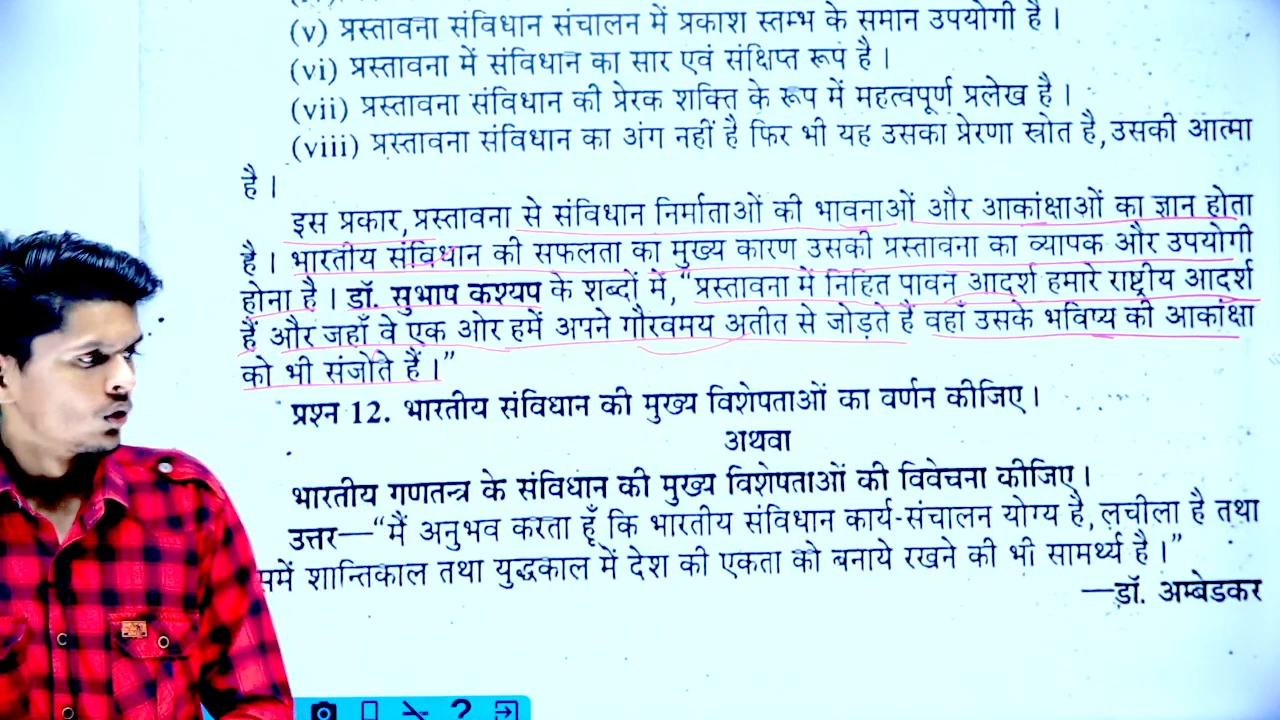 (v) प्रस्तावना संविधान संचालन में प्रकाश स्तम्भ के समान उपयोगी है।
(vi) प्रस्तावना में संविधान का सार एवं संक्षिप्त रूप है।
(vii) प्रस्तावना संविधान की प्रेरक शक्ति के रूप में महत्वपूर्ण प्रलेख है।
(viii) प्रस्तावना संविधान का अंग नहीं है फिर भी यह उसका प्रेरणा स्रोत है, उसकी आत्मा
है।
इस प्रकार, प्रस्तावना से संविधान निर्माताओं की भावनाओं और आकांक्षाओं का ज्ञान होता
है। भारतीय संविधान की सफलता का मुख्य कारण उसकी प्रस्तावना का व्यापक और उपयोगी
होना है। डॉ. सुभाष कश्यप के शब्दों में, “प्रस्तावना में निहित पावन आदर्श हमारे राष्ट्रीय आदर्श
हैं और जहाँ वे एक ओर हमें अपने गौरवमय अतीत से जोड़ते हैं वहाँ उसके भविष्य की आकांक्षा
को भी संजोते हैं।”
प्रश्न 12. भारतीय संविधान की मुख्य विशेषताओं का वर्णन कीजिए।
अथवा
भारतीय गणतन्त्र के संविधान की मुख्य विशेषताओं की विवेचना कीजिए।
उत्तर—“मैं अनुभव करता हूँ कि भारतीय संविधान कार्य-संचालन योग्य है, लचीला है तथा
शान्तिकाल तथा युद्धकाल में देश की एकता को बनाये रखने की भी सामर्थ्य है।”
—डॉ. अम्बेडकर